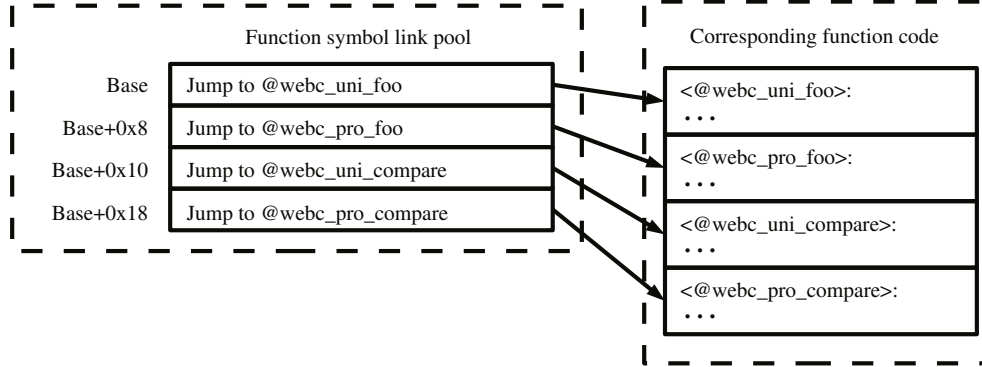 Function symbol link pool
Base Jump to @webc_uni_foo
Base+0x8 Jump to @webc_pro_foo
Base+0x10 Jump to @webc_uni_compare
Base+0x18 Jump to @webc_pro_compare
Corresponding function code
<@webc_uni_foo>:
...
<@webc_pro_foo>:
...
<@webc_uni_compare>:
...
<@webc_pro_compare>:
...